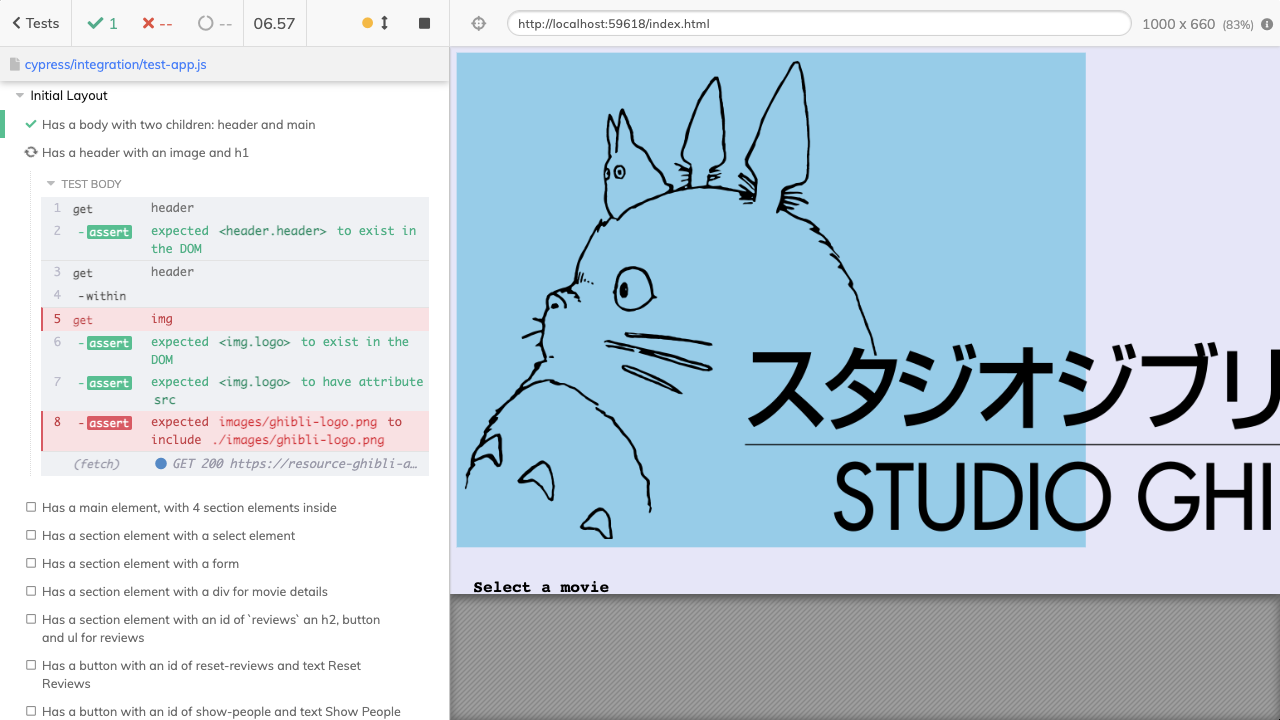 Tests
1
--
--
06.57
http://localhost:59618/index.html
1000 x 660 (83%)
cypress/integration/test-app.js
Initial Layout
Has a body with two children: header and main
Has a header with an image and h1
TEST BODY
1 get header
2 -assert expected <header.header> to exist in
the DOM
3 get header
4 -within
5 get img
6 -assert expected <img.logo> to exist in the
DOM
7 -assert expected <img.logo> to have attribute
src
8 -assert expected images/ghibli-logo.png to
include ./images/ghibli-logo.png
(fetch) GET 200 https://resource-ghibli-a…
Has a main element, with 4 section elements inside
Has a section element with a select element
Has a section element with a form
Has a section element with a div for movie details
Has a section element with an id of `reviews` an h2, button
and ul for reviews
Has a button with an id of reset-reviews and text Reset
Reviews
Has a button with an id of show-people and text Show People
スタジオジブリ
STUDIO GHI
Select a movie